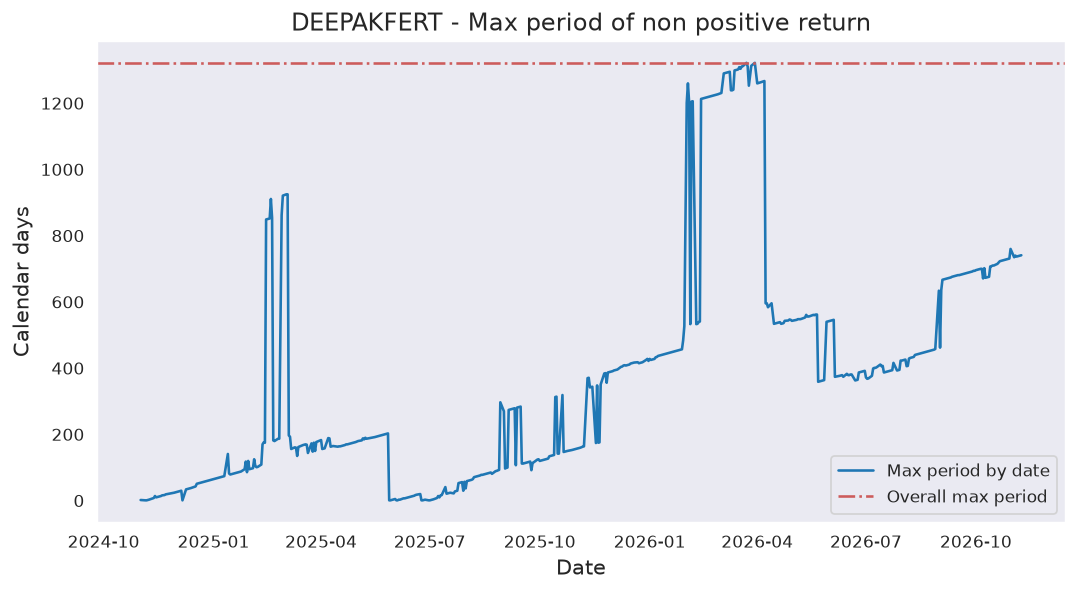 DEEPAKFERT - Max period of non positive return
Calendar days
1200
1000
800
600
400
200
0
2024-10 2025-01 2025-04 2025-07 2025-10 2026-01 2026-04 2026-07 2026-10
Date
Max period by date
Overall max period